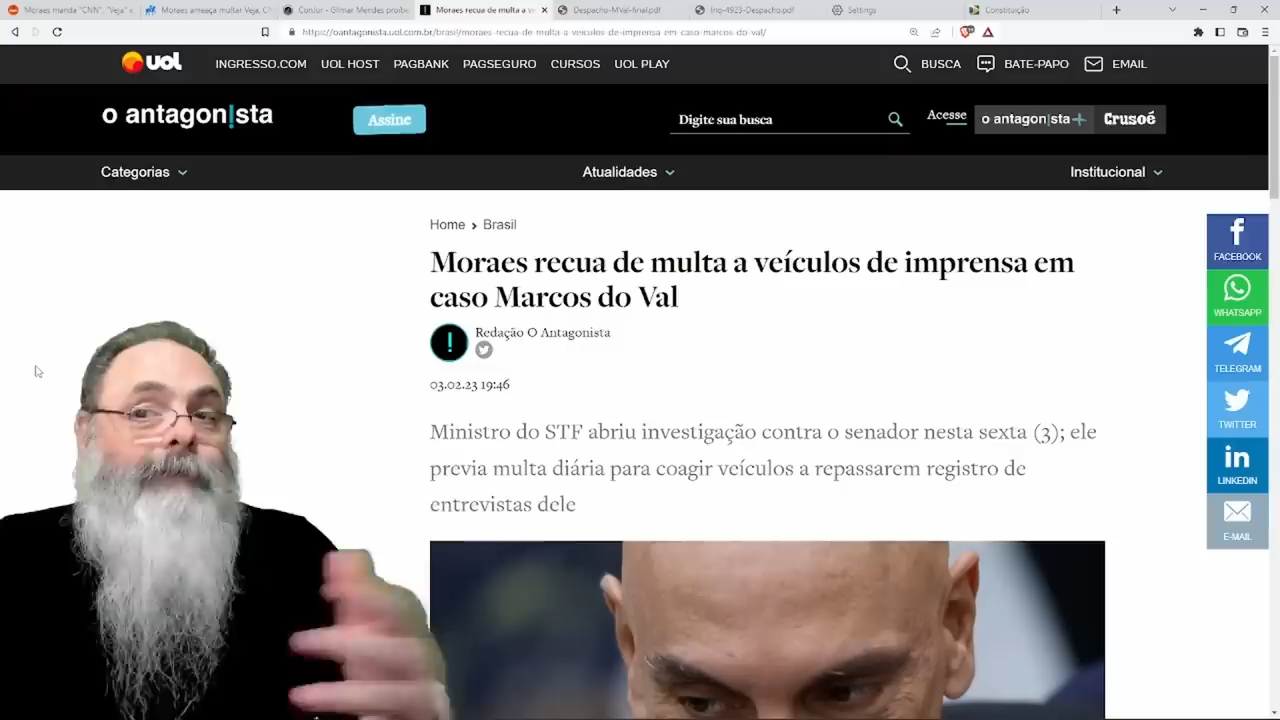 Moraes manda "CNN", "Veja" e
Moraes ameaça multar Veja, C
ConJur - Gilmar Mendes proíbe
Moraes recua de multa a ve
Despacho-MVal-final.pdf
Inq-4923-Despacho.pdf
Settings
Constituição
https://oantagonista.uol.com.br/brasil/moraes-recua-de-multa-a-veiculos-de-imprensa-em-caso-marcos-do-val/
UOL
INGRESSO.COM
UOL HOST
PAGBANK
PAGSEGURO
CURSOS
UOL PLAY
BUSCA
BATE-PAPO
EMAIL
o antagon!sta
Assine
Digite sua busca
Acesse
o antagon|sta+
Crusoé
Categorias
Atualidades
Institucional
Home > Brasil
Moraes recua de multa a veículos de imprensa em
caso Marcos do Val
!
Redação O Antagonista
03.02.23 19:46
Ministro do STF abriu investigação contra o senador nesta sexta (3); ele
previa multa diária para coagir veículos a repassarem registro de
entrevistas dele
FACEBOOK
WHATSAPP
TELEGRAM
TWITTER
LINKEDIN
E-MAIL